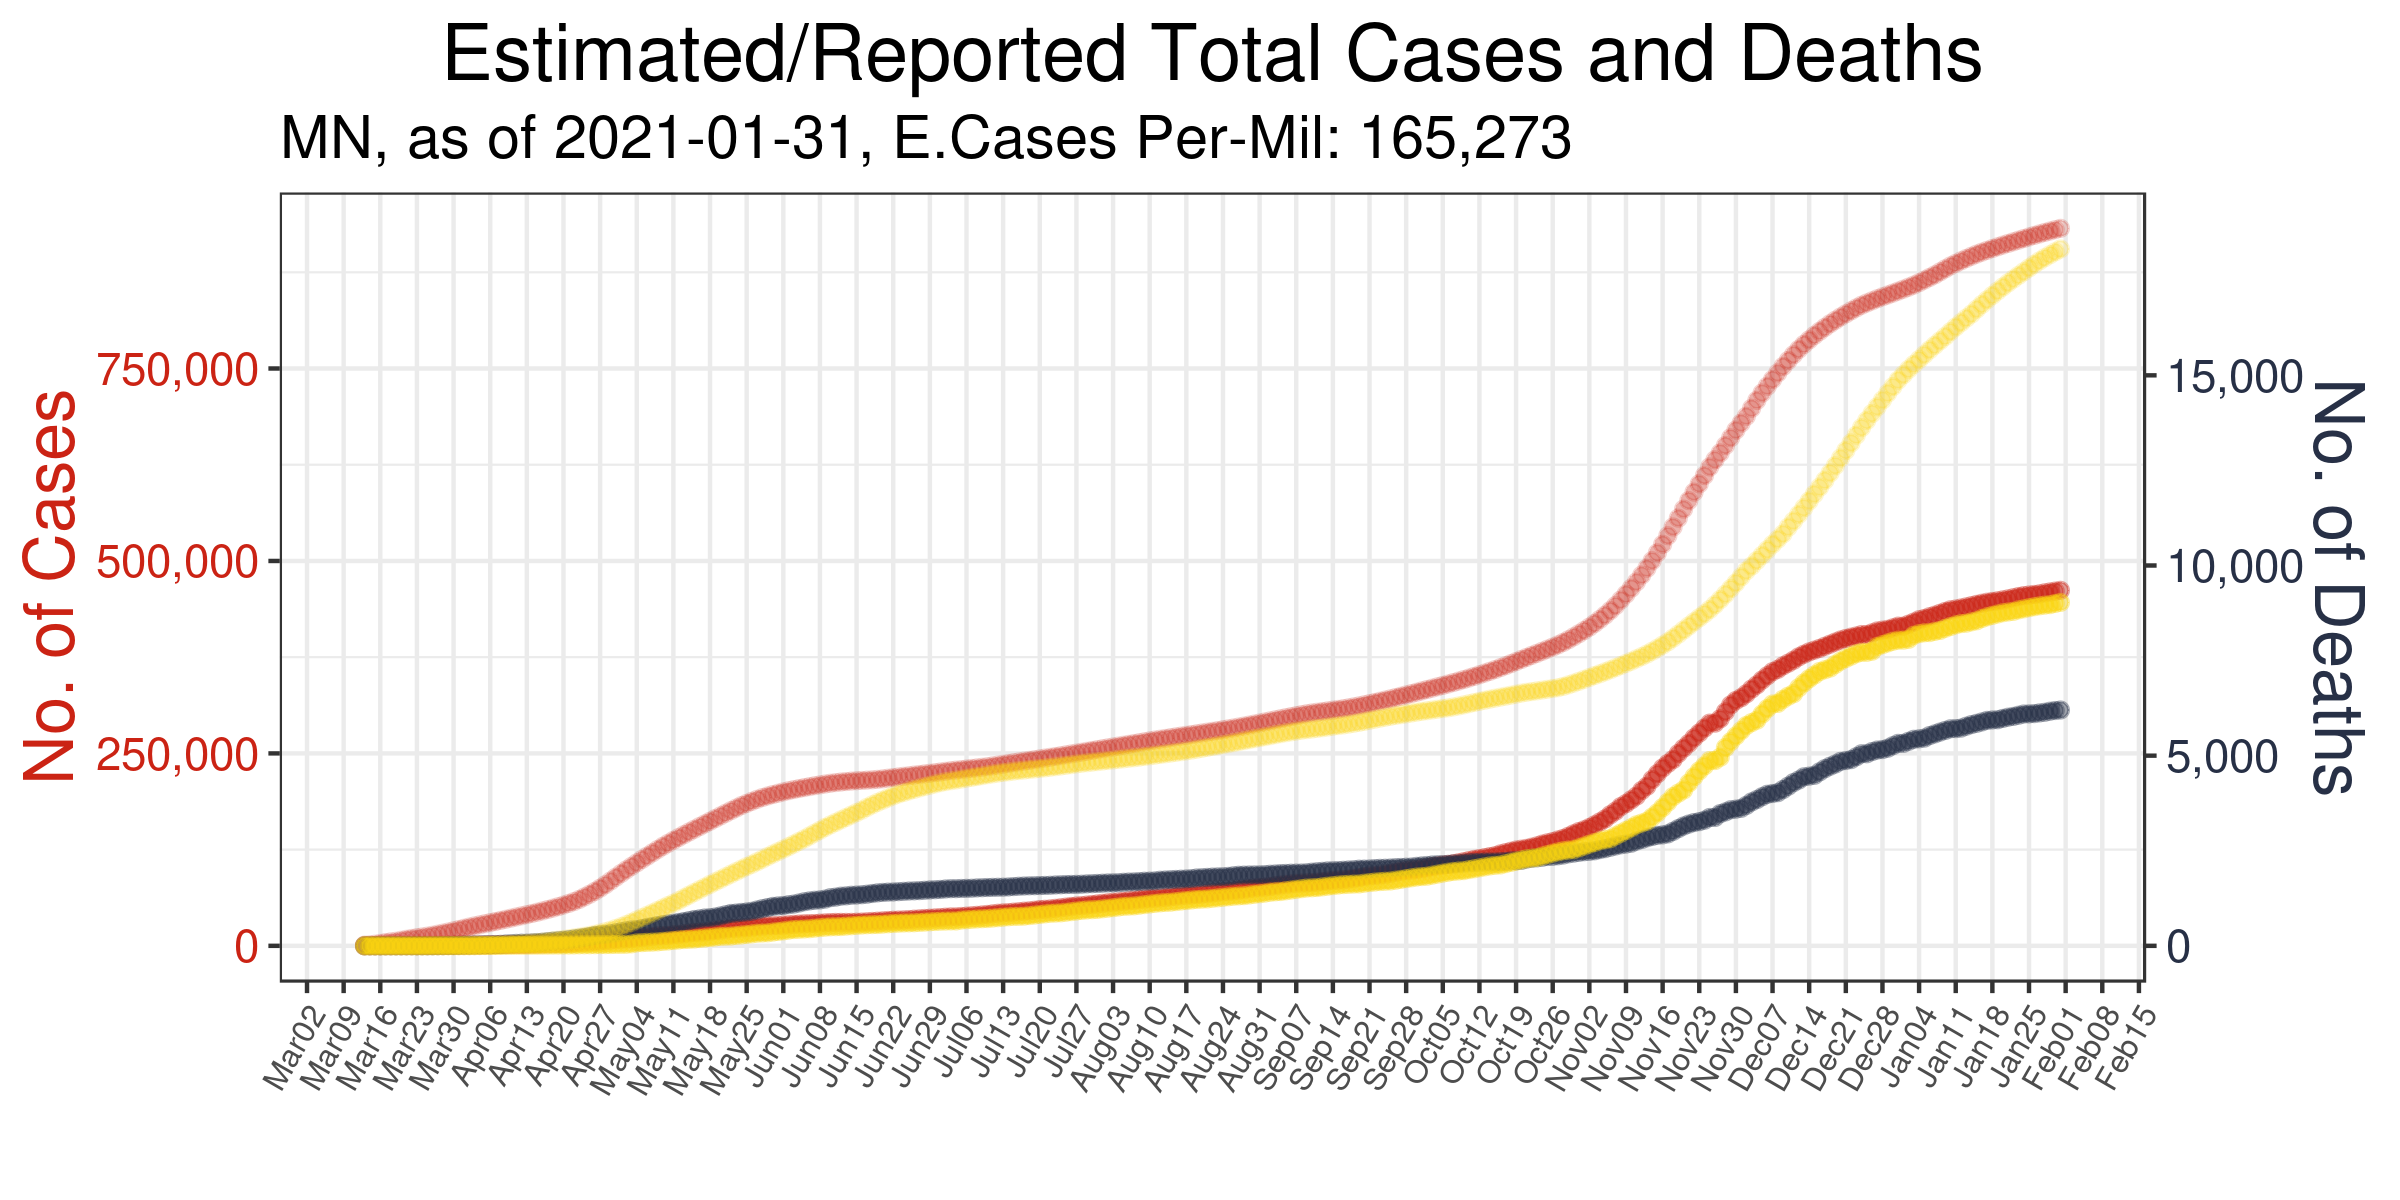 Estimated/Reported Total Cases and Deaths
MN, as of 2021-01-31, E.Cases Per-Mil: 165,273
No. of Cases
750,000
500,000
250,000
0
15,000
10,000
5,000
0
No. of Deaths
Mar02
Mar09
Mar16
Mar23
Mar30
Apr06
Apr13
Apr20
Apr27
May04
May11
May18
May25
Jun01
Jun08
Jun15
Jun22
Jun29
Jul06
Jul13
Jul20
Jul27
Aug03
Aug10
Aug17
Aug24
Aug31
Sep07
Sep14
Sep21
Sep28
Oct05
Oct12
Oct19
Oct26
Nov02
Nov09
Nov16
Nov23
Nov30
Dec07
Dec14
Dec21
Dec28
Jan04
Jan11
Jan18
Jan25
Feb01
Feb08
Feb15